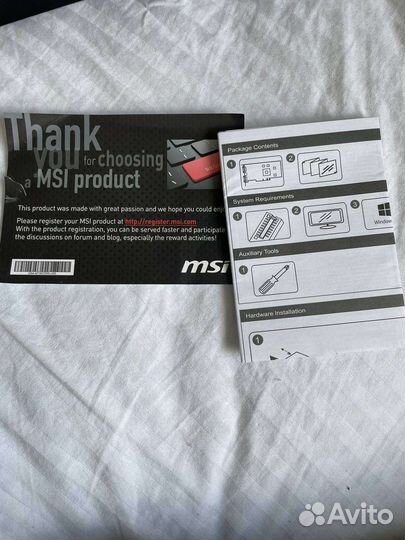 Thank
you for choosing
a MSI product
This product was made with great passion and we hope you could enj
Please register your MSI product at http://register.msi.com.
With the product registration, you can be served faster and participate
the discussions on forum and blog, especially the reward activities!
msi
Package Contents
1 2
System Requirements
1 2 3
Window
Auxiliary Tools
1
Hardware Installation
1
Avito